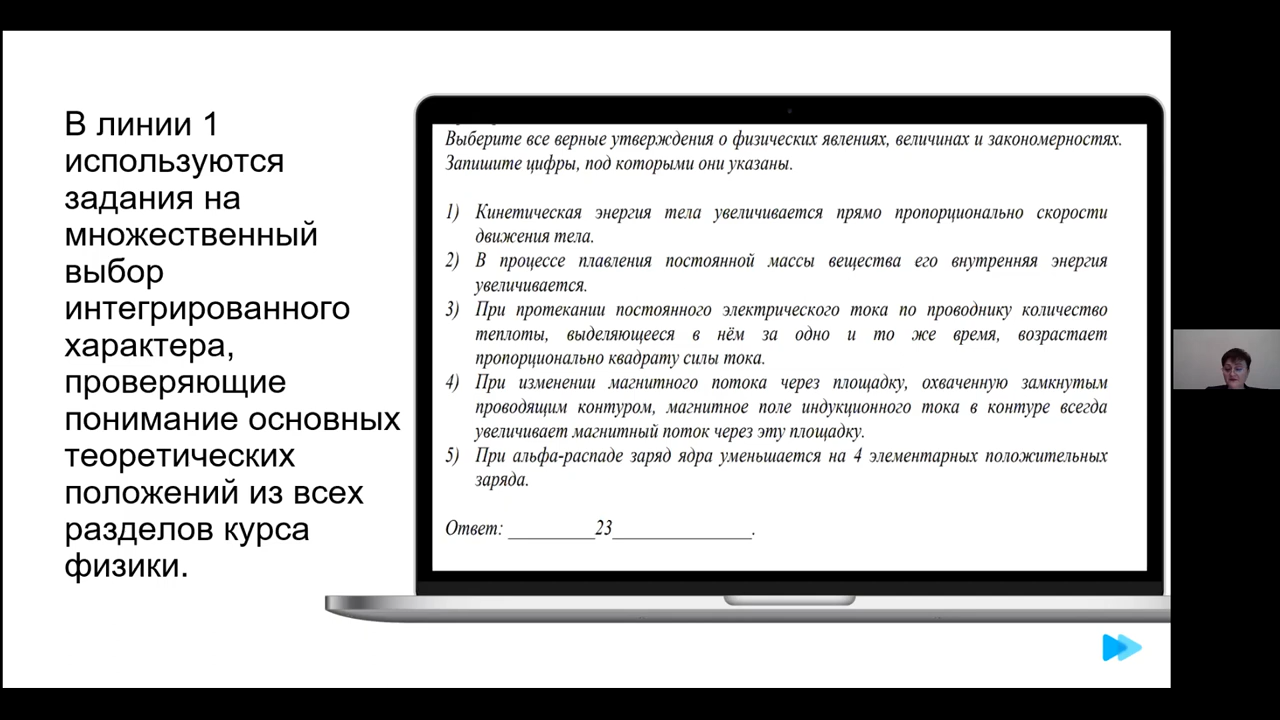 В линии 1
используются
задания на
множественный
выбор
интегрированного
характера,
проверяющие
понимание основных
теоретических
положений из всех
разделов курса
физики.
Выберите все верные утверждения о физических явлениях, величинах и закономерностях.
Запишите цифры, под которыми они указаны.
1) Кинетическая энергия тела увеличивается прямо пропорционально скорости
движения тела.
2) В процессе плавления постоянной массы вещества его внутренняя энергия
увеличивается.
3) При протекании постоянного электрического тока по проводнику количество
теплоты, выделяющееся в нём за одно и то же время, возрастает
пропорционально квадрату силы тока.
4) При изменении магнитного потока через площадку, охваченную замкнутым
проводящим контуром, магнитное поле индукционного тока в контуре всегда
увеличивает магнитный поток через эту площадку.
5) При альфа-распаде заряд ядра уменьшается на 4 элементарных положительных
заряда.
Ответ: __________23________________.